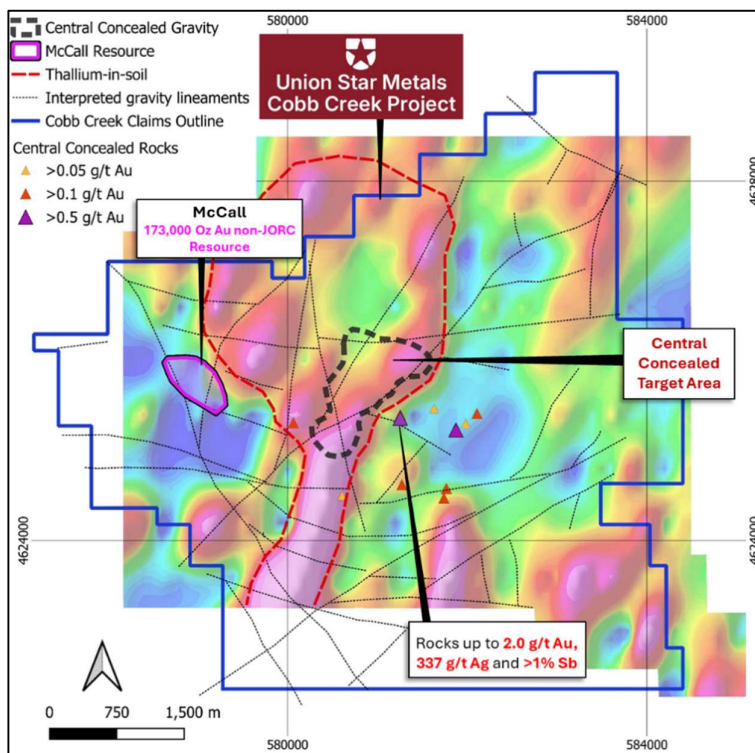 Central Concealed Gravity
McCall Resource
Thallium-in-soil
Interpreted gravity lineaments
Cobb Creek Claims Outline
Central Concealed Rocks
>0.05 g/t Au
>0.1 g/t Au
>0.5 g/t Au
580000
584000
Union Star Metals
Cobb Creek Project
4628000
4628000
McCall
173,000 Oz Au non-JORC
Resource
Central
Concealed
Target Area
4624000
4624000
Rocks up to 2.0 g/t Au,
337 g/t Ag and >1% Sb
0 750 1,500 m
580000
584000